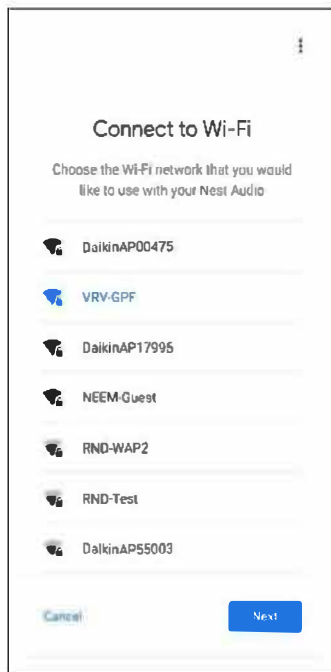 Connect to Wi-Fi
Choose the Wi-Fi network that you would
like to use with your Nest Audio
DaikinAP00475
VRV-GPF
DaikinAP17995
NEEM-Guest
RND-WAP2
RND-Test
DaikinAP55003
Cancel
Next